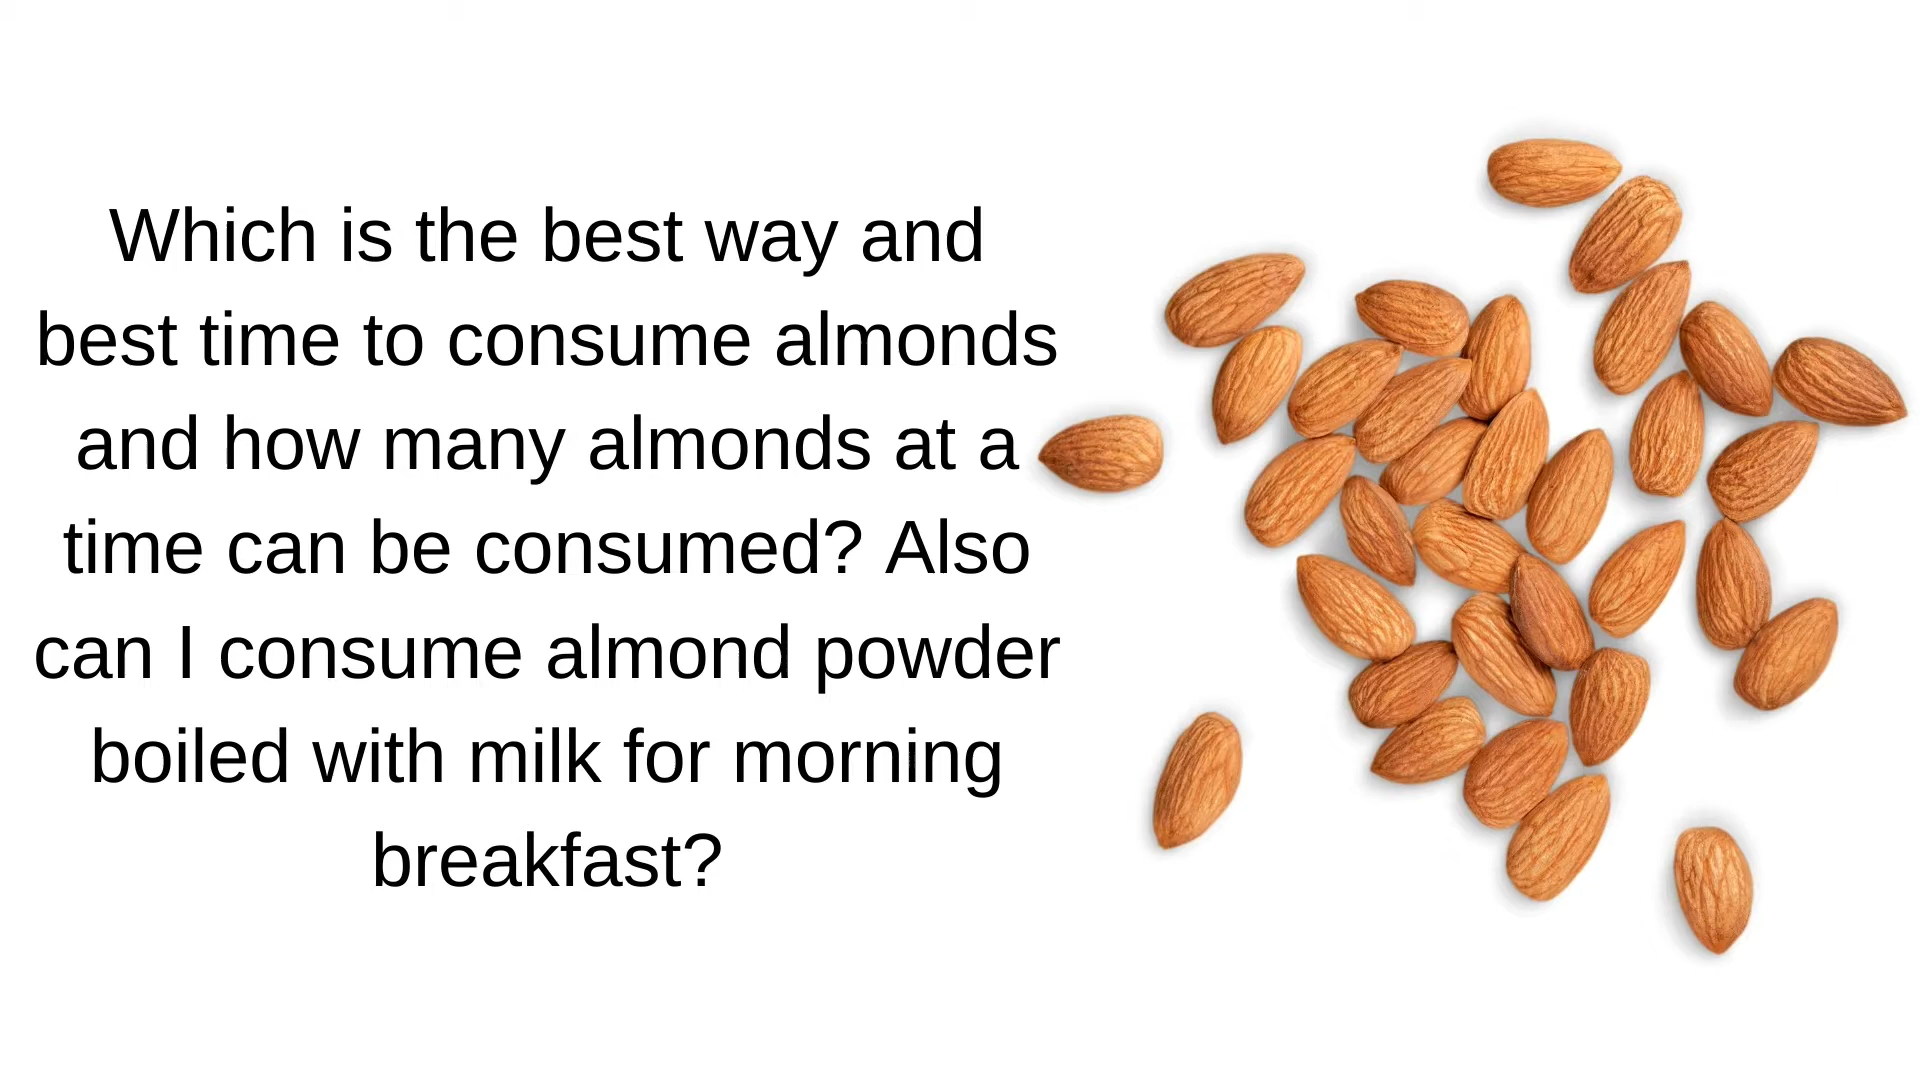 Which is the best way and
best time to consume almonds
and how many almonds at a
time can be consumed? Also
can I consume almond powder
boiled with milk for morning
breakfast?